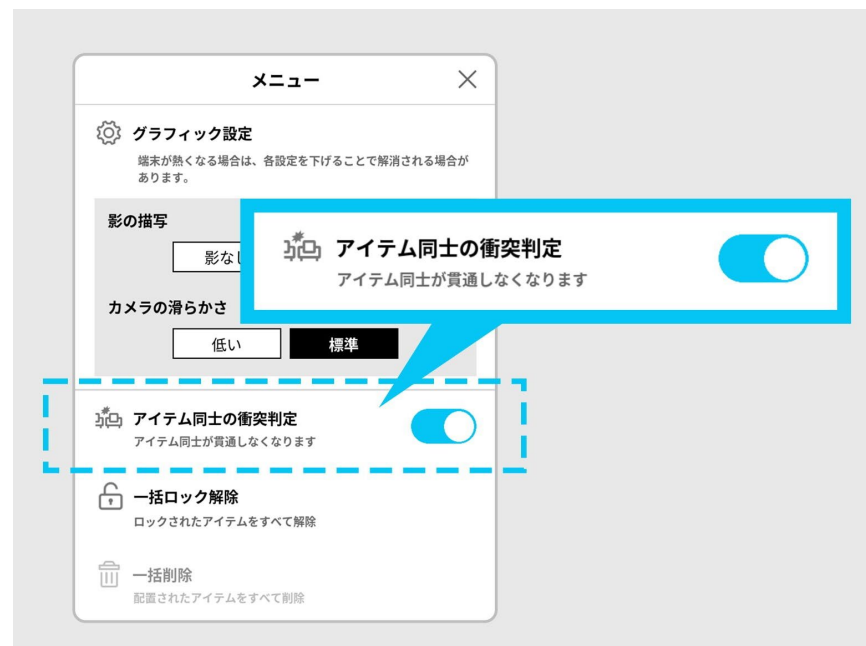 メニュー
グラフィック設定
端末が熱くなる場合は、各設定を下げることで解消される場合が
あります。
影の描写
影なし
カメラの滑らかさ
低い
標準
アイテム同士の衝突判定
アイテム同士が貫通しなくなります
アイテム同士の衝突判定
アイテム同士が貫通しなくなります
一括ロック解除
ロックされたアイテムをすべて解除
一括削除
配置されたアイテムをすべて削除